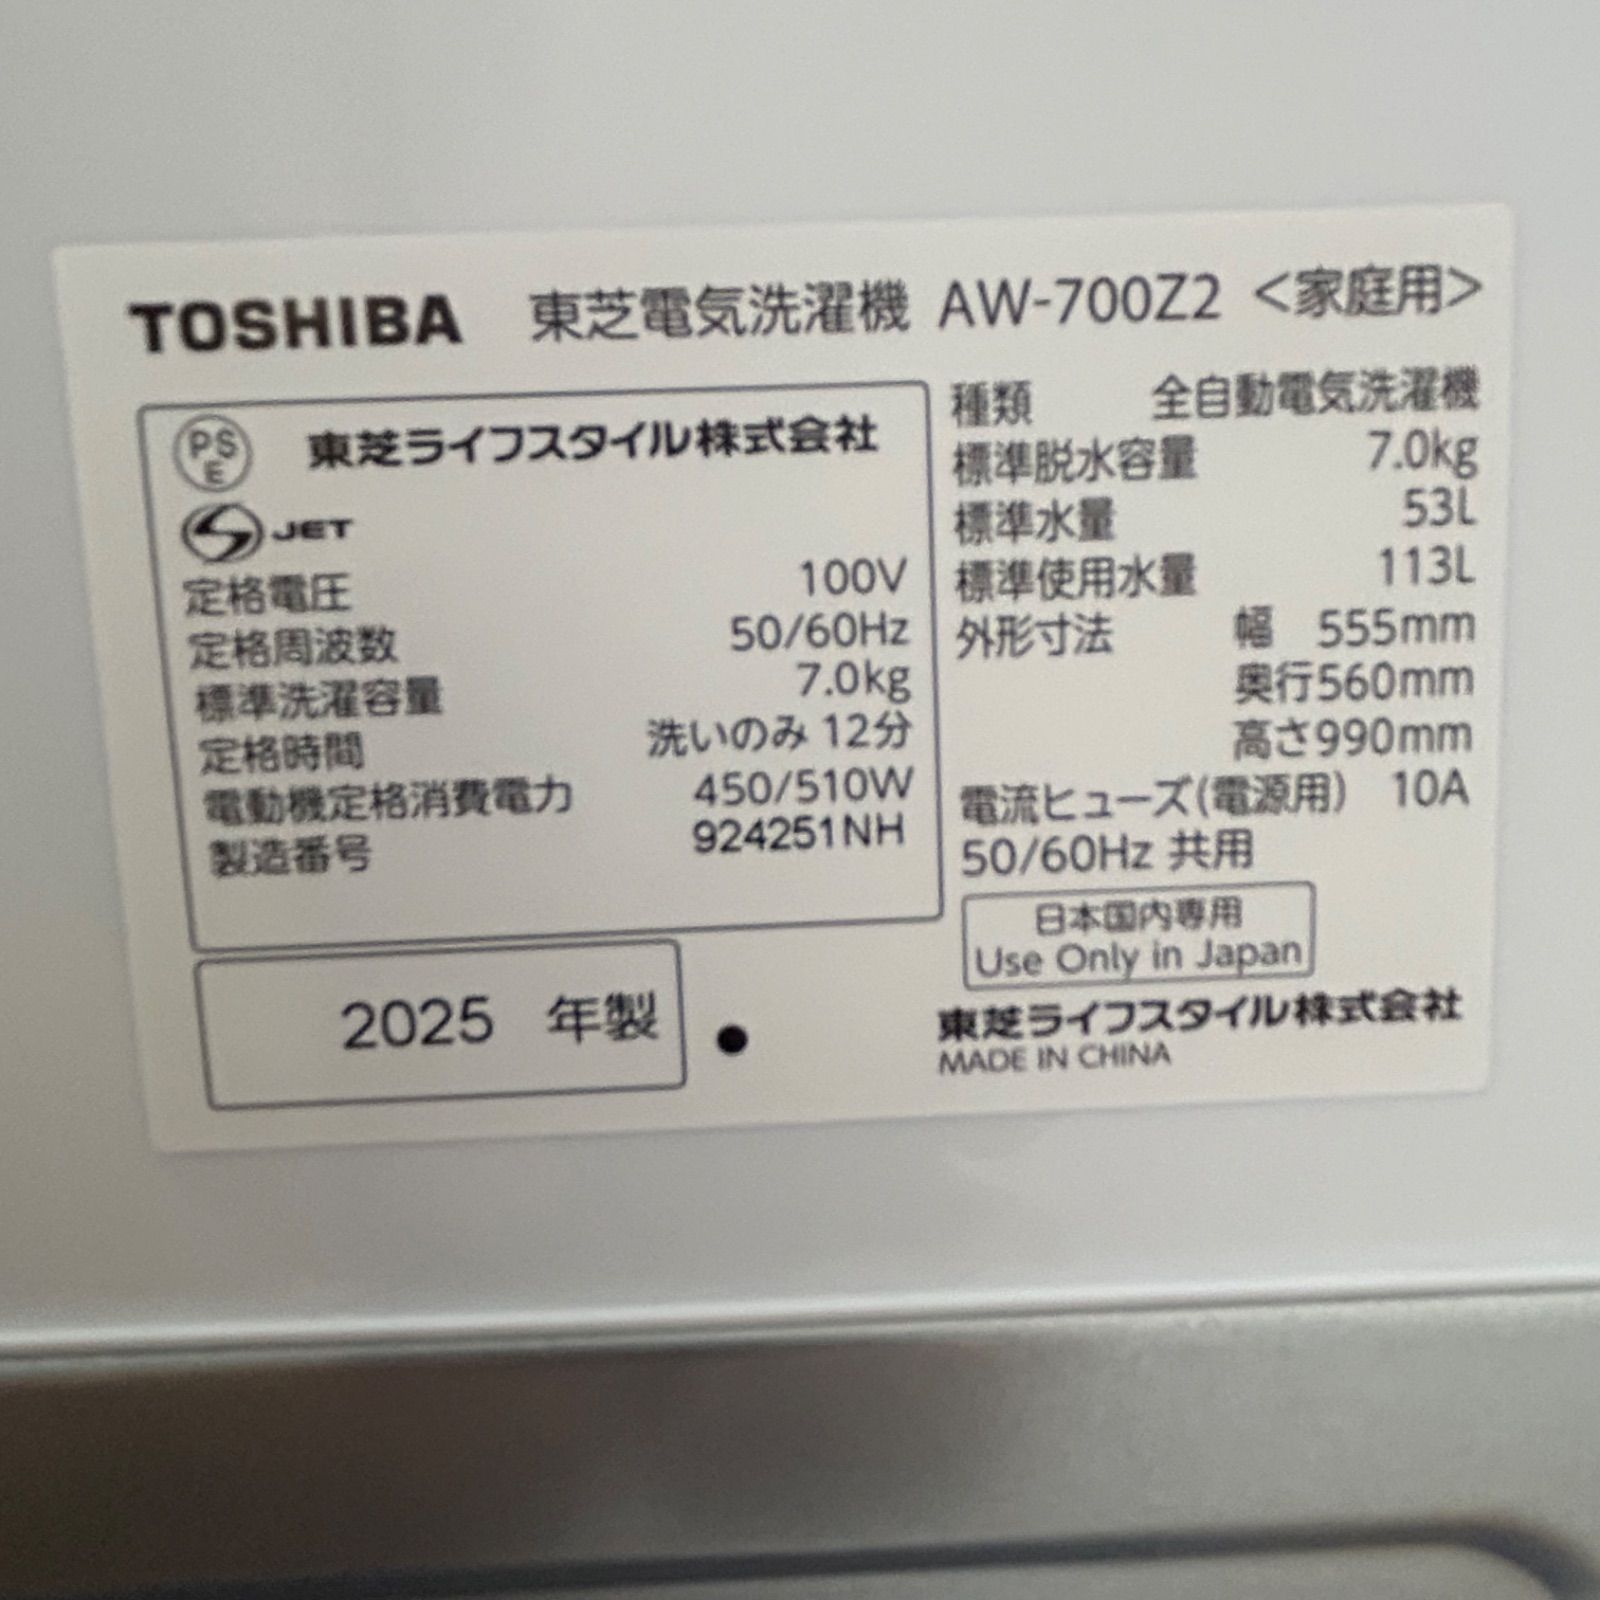 TOSHIBA 東芝電気洗濯機 AW-700Z2 <家庭用>
PS
E
東芝ライフスタイル株式会社
JET
定格電圧 100V
定格周波数 50/60Hz
標準洗濯容量 7.0kg
定格時間 洗いのみ 12分
電動機定格消費電力 450/510W
製造番号 924251NH
2025 年製
種類 全自動電気洗濯機
標準脱水容量 7.0kg
標準水量 53L
標準使用水量 113L
外形寸法 幅 555mm
奥行560mm
高さ990mm
電流ヒューズ(電源用) 10A
50/60Hz 共用
日本国内専用
Use Only in Japan
東芝ライフスタイル株式会社
MADE IN CHINA